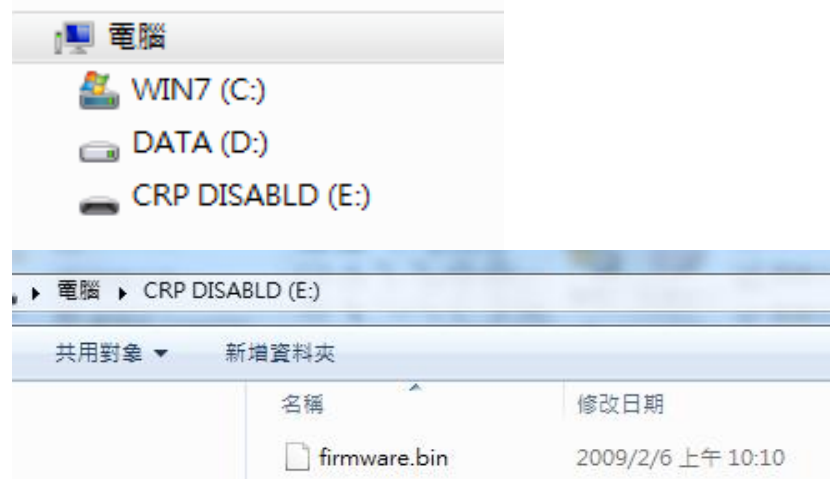 電腦
WIN7 (C:)
DATA (D:)
CRP DISABLD (E:)
電腦 CRP DISABLD (E:)
共用對象 新增資料夾
名稱 修改日期
firmware.bin 2009/2/6 上午 10:10